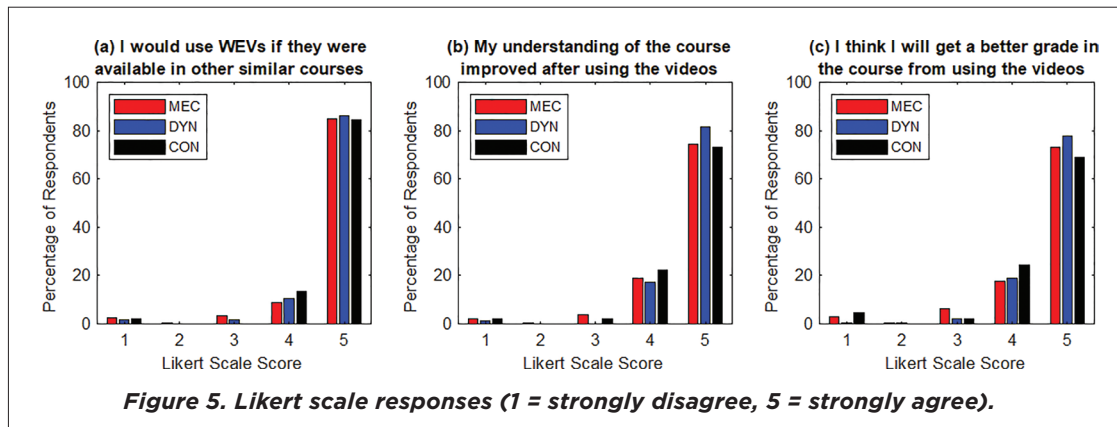 (a) I would use WEVs if they were
available in other similar courses
100
80
60
40
20
0
Percentage of Respondents
MEC
DYN
CON
1 2 3 4 5
Likert Scale Score
(b) My understanding of the course
improved after using the videos
100
80
60
40
20
0
Percentage of Respondents
MEC
DYN
CON
1 2 3 4 5
Likert Scale Score
(c) I think I will get a better grade in
the course from using the videos
100
80
60
40
20
0
Percentage of Respondents
MEC
DYN
CON
1 2 3 4 5
Likert Scale Score
Figure 5. Likert scale responses (1 = strongly disagree, 5 = strongly agree).